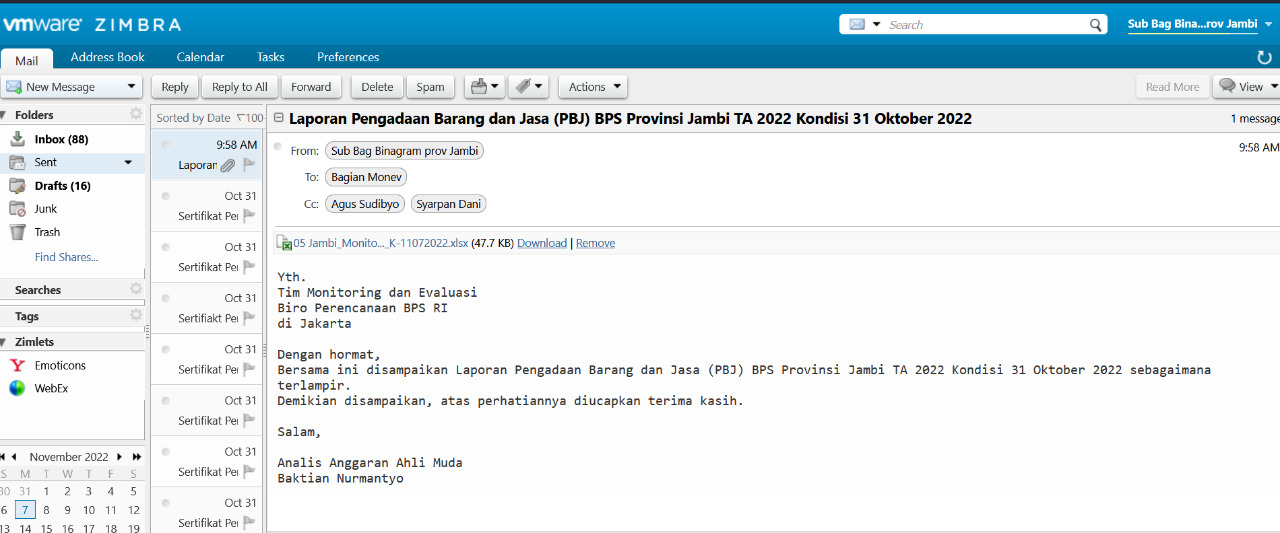 vmware ZIMBRA
Search
Sub Bag Bina...rov Jambi
Mail
Address Book
Calendar
Tasks
Preferences
New Message
Reply
Reply to All
Forward
Delete
Spam
Actions
Read More
View
Folders
Inbox (88)
Sent
Drafts (16)
Junk
Trash
Find Shares...
Searches
Tags
Zimlets
Emoticons
WebEx
November 2022
S M T W T F S
30 31 1 2 3 4 5
6 7 8 9 10 11 12
13 14 15 16 17 18 19
Sorted by Date 100
9:58 AM
Laporan
Oct 31
Sertifikat Per
Oct 31
Sertifikat Per
Oct 31
Sertifiakt Per
Oct 31
Sertifikat Per
Oct 31
Sertifikat Per
Oct 31
Sertifikat Per
Oct 31
Sertifikat Per
Laporan Pengadaan Barang dan Jasa (PBJ) BPS Provinsi Jambi TA 2022 Kondisi 31 Oktober 2022
1 message
From: Sub Bag Binagram prov Jambi
9:58 AM
To: Bagian Monev
Cc: Agus Sudibyo Syarpan Dani
05 Jambi_Monito..._K-11072022.xlsx (47.7 KB) Download | Remove
Yth.
Tim Monitoring dan Evaluasi
Biro Perencanaan BPS RI
di Jakarta
Dengan hormat,
Bersama ini disampaikan Laporan Pengadaan Barang dan Jasa (PBJ) BPS Provinsi Jambi TA 2022 Kondisi 31 Oktober 2022 sebagaimana
terlampir.
Demikian disampaikan, atas perhatiannya diucapkan terima kasih.
Salam,
Analis Anggaran Ahli Muda
Baktian Nurmantyo